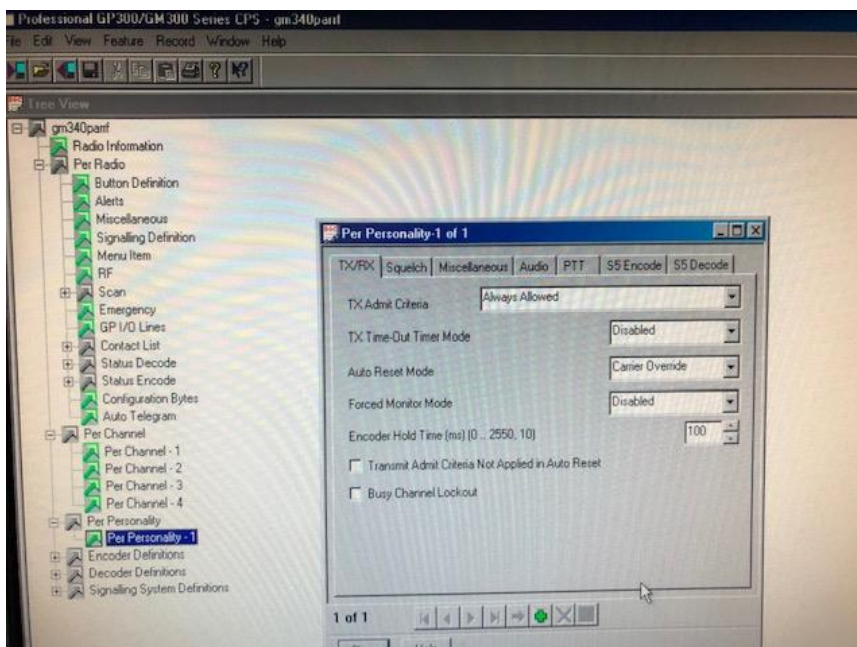 Professional GP300/GM300 Series CPS - gm340parrf
File Edit View Feature Record Window Help
Tree View
gm340parrf
Radio Information
Per Radio
Button Definition
Alerts
Miscellaneous
Signalling Definition
Menu Item
RF
Scan
Emergency
GP I/O Lines
Contact List
Status Decode
Status Encode
Configuration Bytes
Auto Telegram
Per Channel
Per Channel - 1
Per Channel - 2
Per Channel - 3
Per Channel - 4
Per Personality
Per Personality - 1
Encoder Definitions
Decoder Definitions
Signaling System Definitions
Per Personality-1 of 1
TX/RX Squelch Miscellaneous Audio PTT S5 Encode S5 Decode
TX Admit Criteria Always Allowed
TX Time-Out Timer Mode Disabled
Auto Reset Mode Carrier Override
Forced Monitor Mode Disabled
Encoder Hold Time (ms) (0 .. 2550, 10) 100
Transmit Admit Criteria Not Applied in Auto Reset
Busy Channel Lockout
1 of 1